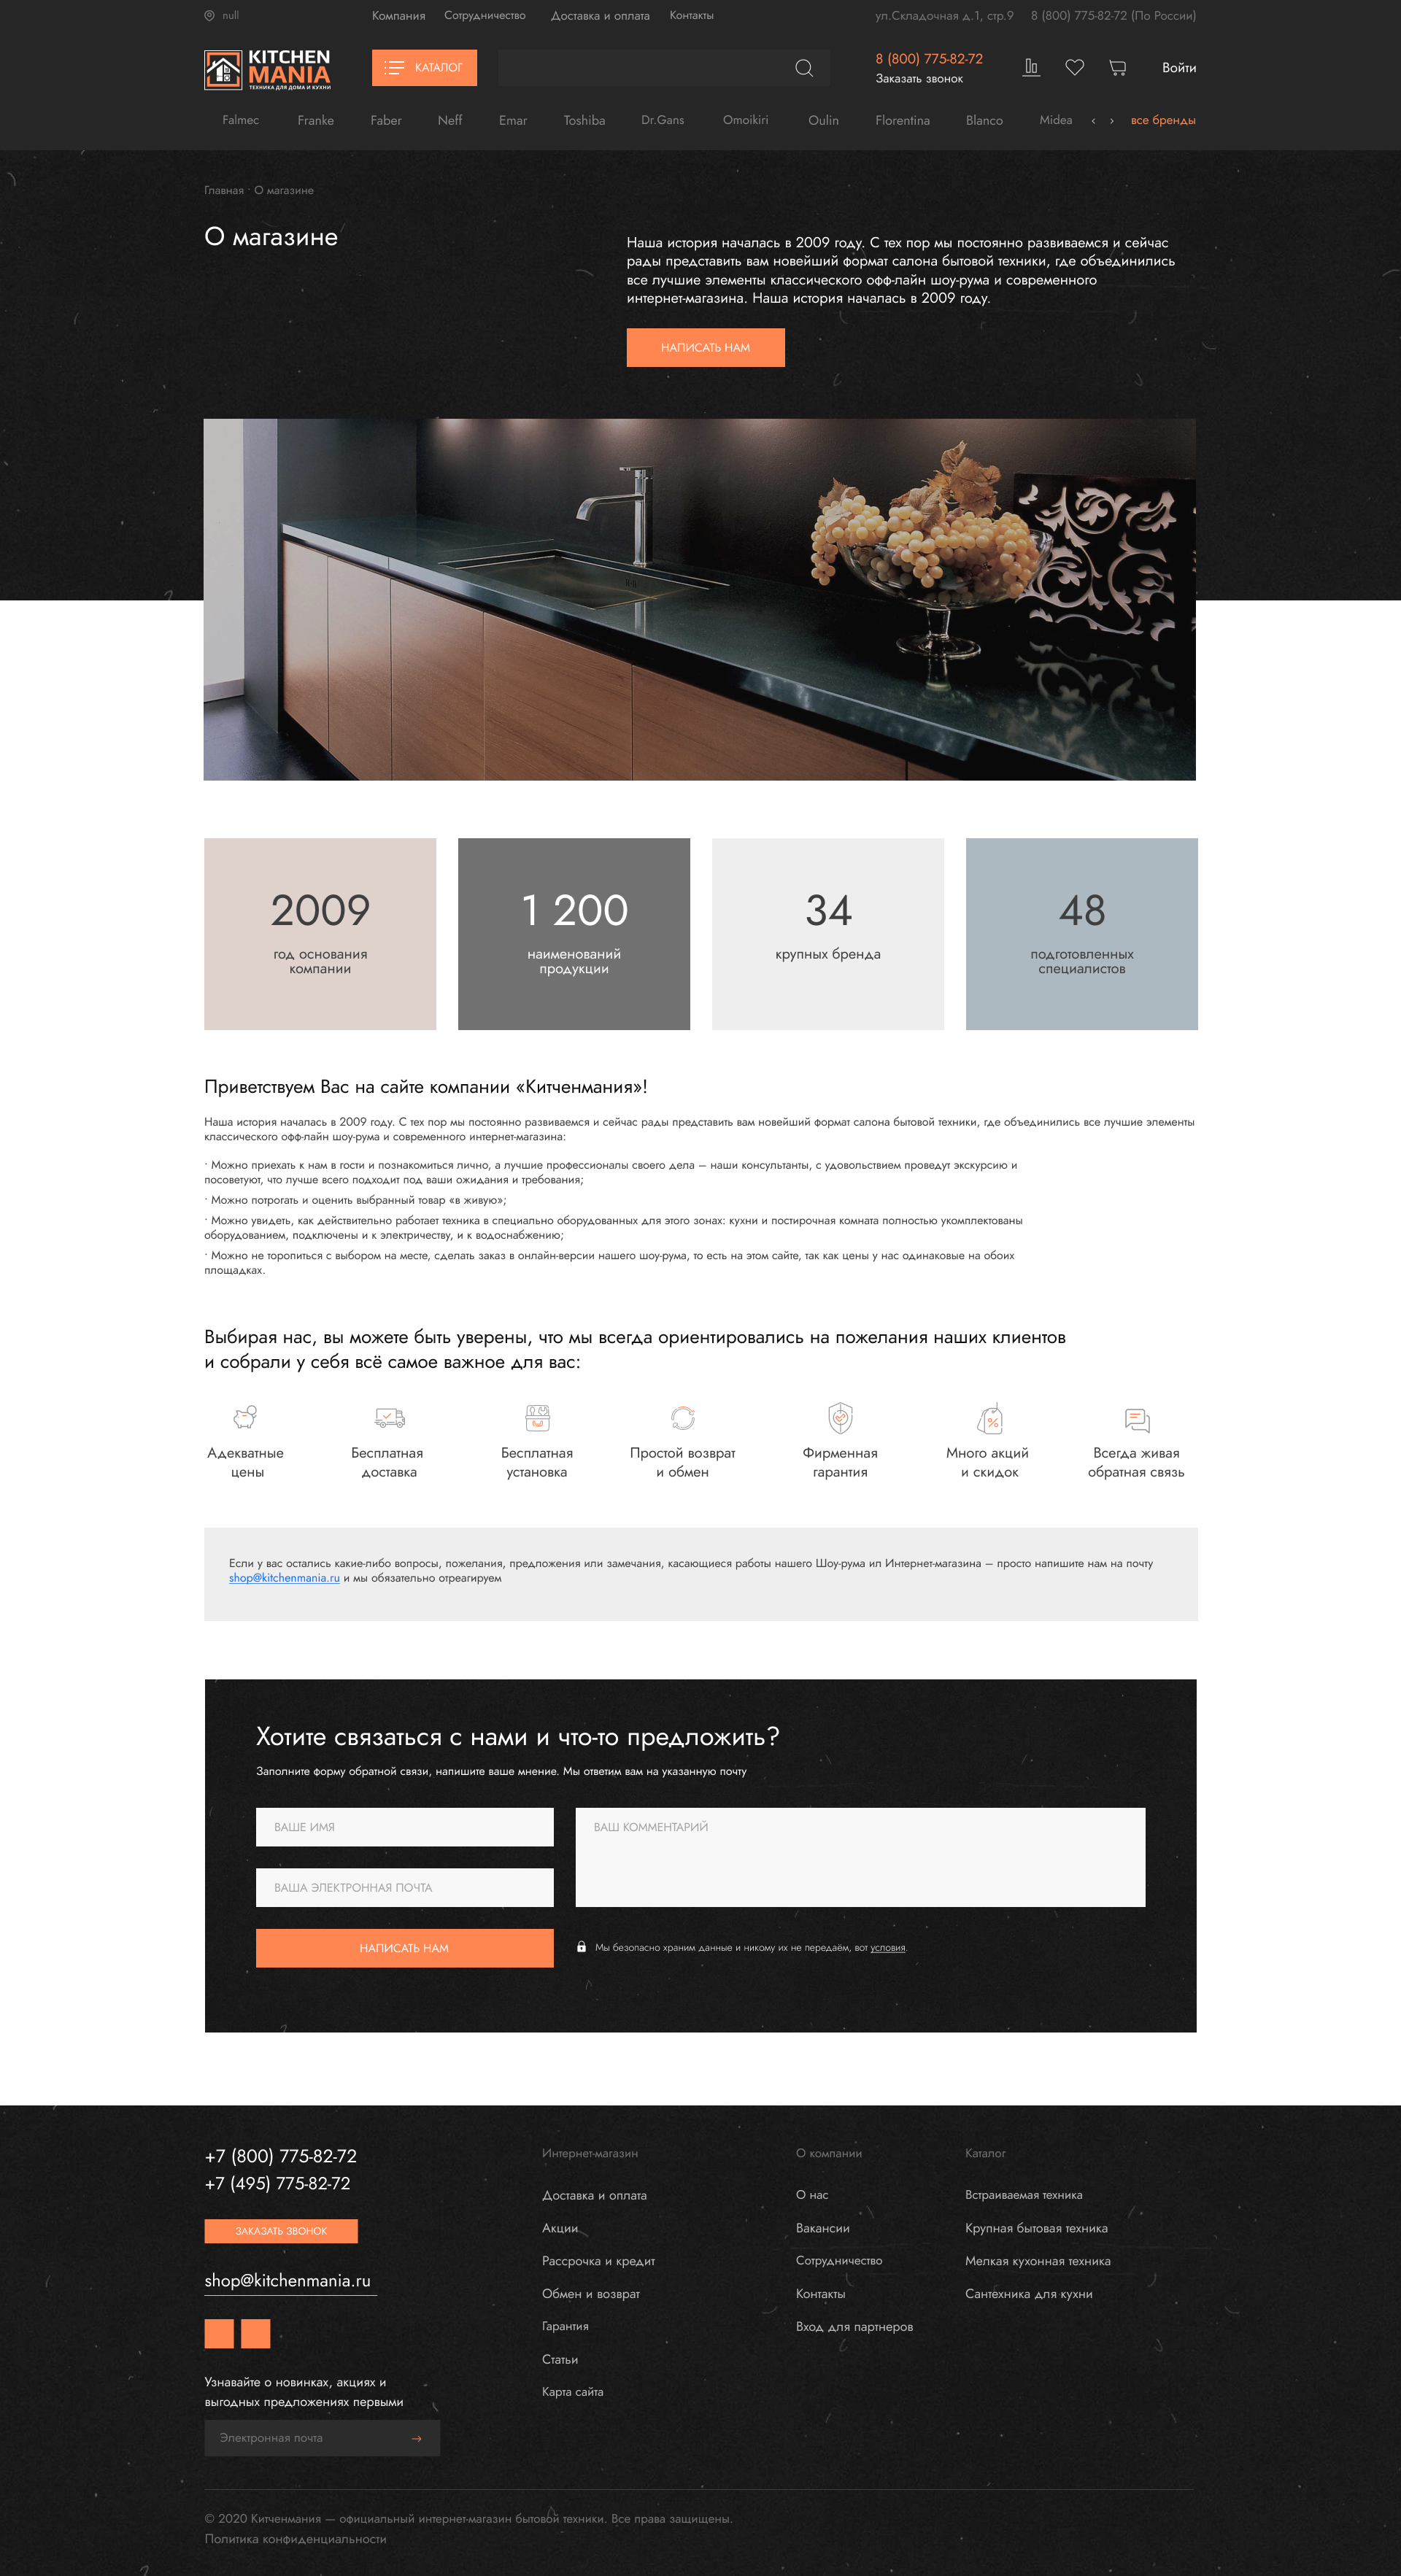 null
Компания Сотрудничество Доставка и оплата Контакты
ул.Складочная д.1, стр.9 8 (800) 775-82-72 (По России)
KITCHEN
MANIA
ТЕХНИКА ДЛЯ ДОМА И КУХНИ
КАТАЛОГ
8 (800) 775-82-72
Заказать звонок
Войти
Falmec Franke Faber Neff Emar Toshiba Dr.Gans Omoikiri Oulin Florentina Blanco Midea ‹ › все бренды
Главная · О магазине
О магазине
Наша история началась в 2009 году. С тех пор мы постоянно развиваемся и сейчас
рады представить вам новейший формат салона бытовой техники, где объединились
все лучшие элементы классического офф-лайн шоу-рума и современного
интернет-магазина. Наша история началась в 2009 году.
НАПИСАТЬ НАМ
2009
год основания
компании
1 200
наименований
продукции
34
крупных бренда
48
подготовленных
специалистов
Приветствуем Вас на сайте компании «Китченмания»!
Наша история началась в 2009 году. С тех пор мы постоянно развиваемся и сейчас рады представить вам новейший формат салона бытовой техники, где объединились все лучшие элементы
классического офф-лайн шоу-рума и современного интернет-магазина:
· Можно приехать к нам в гости и познакомиться лично, а лучшие профессионалы своего дела – наши консультанты, с удовольствием проведут экскурсию и
посоветуют, что лучше всего подходит под ваши ожидания и требования;
· Можно потрогать и оценить выбранный товар «в живую»;
· Можно увидеть, как действительно работает техника в специально оборудованных для этого зонах: кухни и постирочная комната полностью укомплектованы
оборудованием, подключены и к электричеству, и к водоснабжению;
· Можно не торопиться с выбором на месте, сделать заказ в онлайн-версии нашего шоу-рума, то есть на этом сайте, так как цены у нас одинаковые на обоих
площадках.
Выбирая нас, вы можете быть уверены, что мы всегда ориентировались на пожелания наших клиентов
и собрали у себя всё самое важное для вас:
Адекватные
цены
Бесплатная
доставка
Бесплатная
установка
Простой возврат
и обмен
Фирменная
гарантия
Много акций
и скидок
Всегда живая
обратная связь
Если у вас остались какие-либо вопросы, пожелания, предложения или замечания, касающиеся работы нашего Шоу-рума ил Интернет-магазина – просто напишите нам на почту
shop@kitchenmania.ru и мы обязательно отреагируем
Хотите связаться с нами и что-то предложить?
Заполните форму обратной связи, напишите ваше мнение. Мы ответим вам на указанную почту
ВАШЕ ИМЯ
ВАШ КОММЕНТАРИЙ
ВАША ЭЛЕКТРОННАЯ ПОЧТА
НАПИСАТЬ НАМ
Мы безопасно храним данные и никому их не передаём, вот условия.
+7 (800) 775-82-72
+7 (495) 775-82-72
ЗАКАЗАТЬ ЗВОНОК
shop@kitchenmania.ru
Узнавайте о новинках, акциях и
выгодных предложениях первыми
Электронная почта →
Интернет-магазин
Доставка и оплата
Акции
Рассрочка и кредит
Обмен и возврат
Гарантия
Статьи
Карта сайта
О компании
О нас
Вакансии
Сотрудничество
Контакты
Вход для партнеров
Каталог
Встраиваемая техника
Крупная бытовая техника
Мелкая кухонная техника
Сантехника для кухни
© 2020 Китченмания — официальный интернет-магазин бытовой техники. Все права защищены.
Политика конфиденциальности